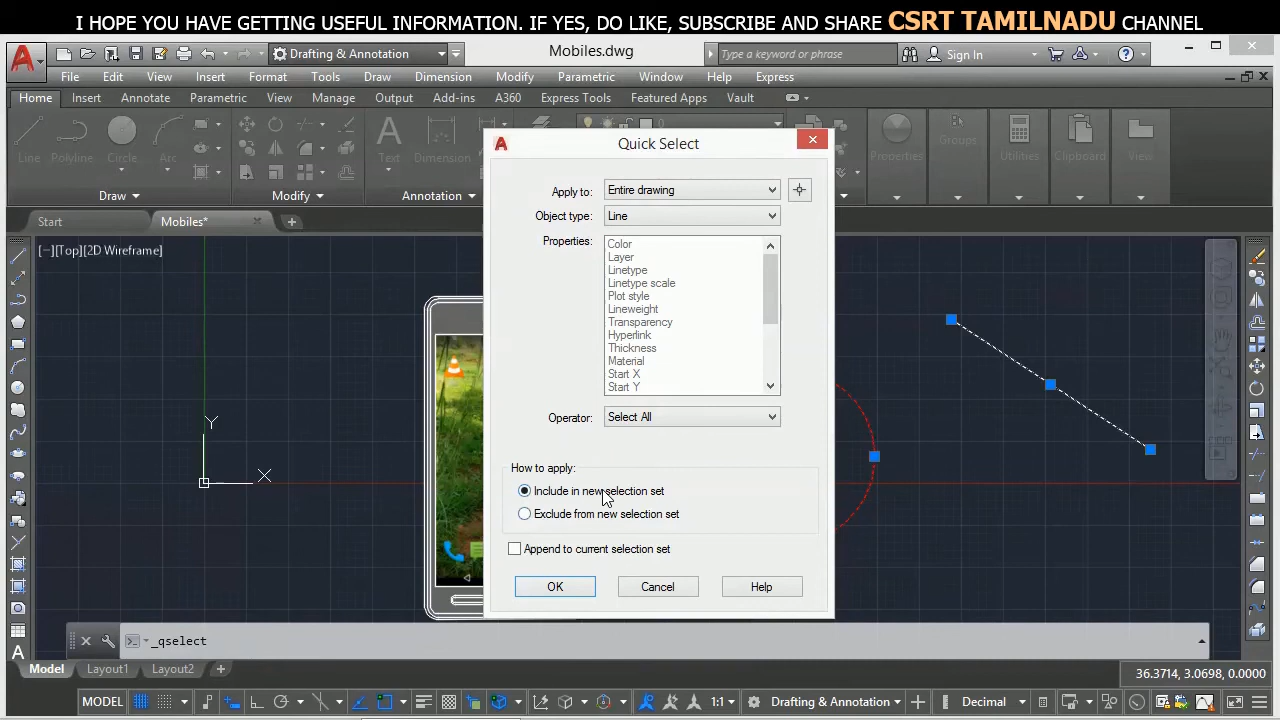 I HOPE YOU HAVE GETTING USEFUL INFORMATION. IF YES, DO LIKE, SUBSCRIBE AND SHARE CSRT TAMILNADU CHANNEL
Drafting & Annotation
Mobiles.dwg
Type a keyword or phrase
Sign In
File Edit View Insert Format Tools Draw Dimension Modify Parametric Window Help Express
Home Insert Annotate Parametric View Manage Output Add-ins A360 Express Tools Featured Apps Vault
Line Polyline Circle Arc Text Dimension Properties Groups Utilities Clipboard View
Draw Modify Annotation
Start Mobiles*
[−][Top][2D Wireframe]
Y
X
Quick Select
Apply to: Entire drawing
Object type: Line
Properties: Color
Layer
Linetype
Linetype scale
Plot style
Lineweight
Transparency
Hyperlink
Thickness
Material
Start X
Start Y
Operator: Select All
How to apply:
Include in new selection set
Exclude from new selection set
Append to current selection set
OK Cancel Help
_qselect
Model Layout1 Layout2
36.3714, 3.0698, 0.0000
MODEL 1:1 Drafting & Annotation Decimal